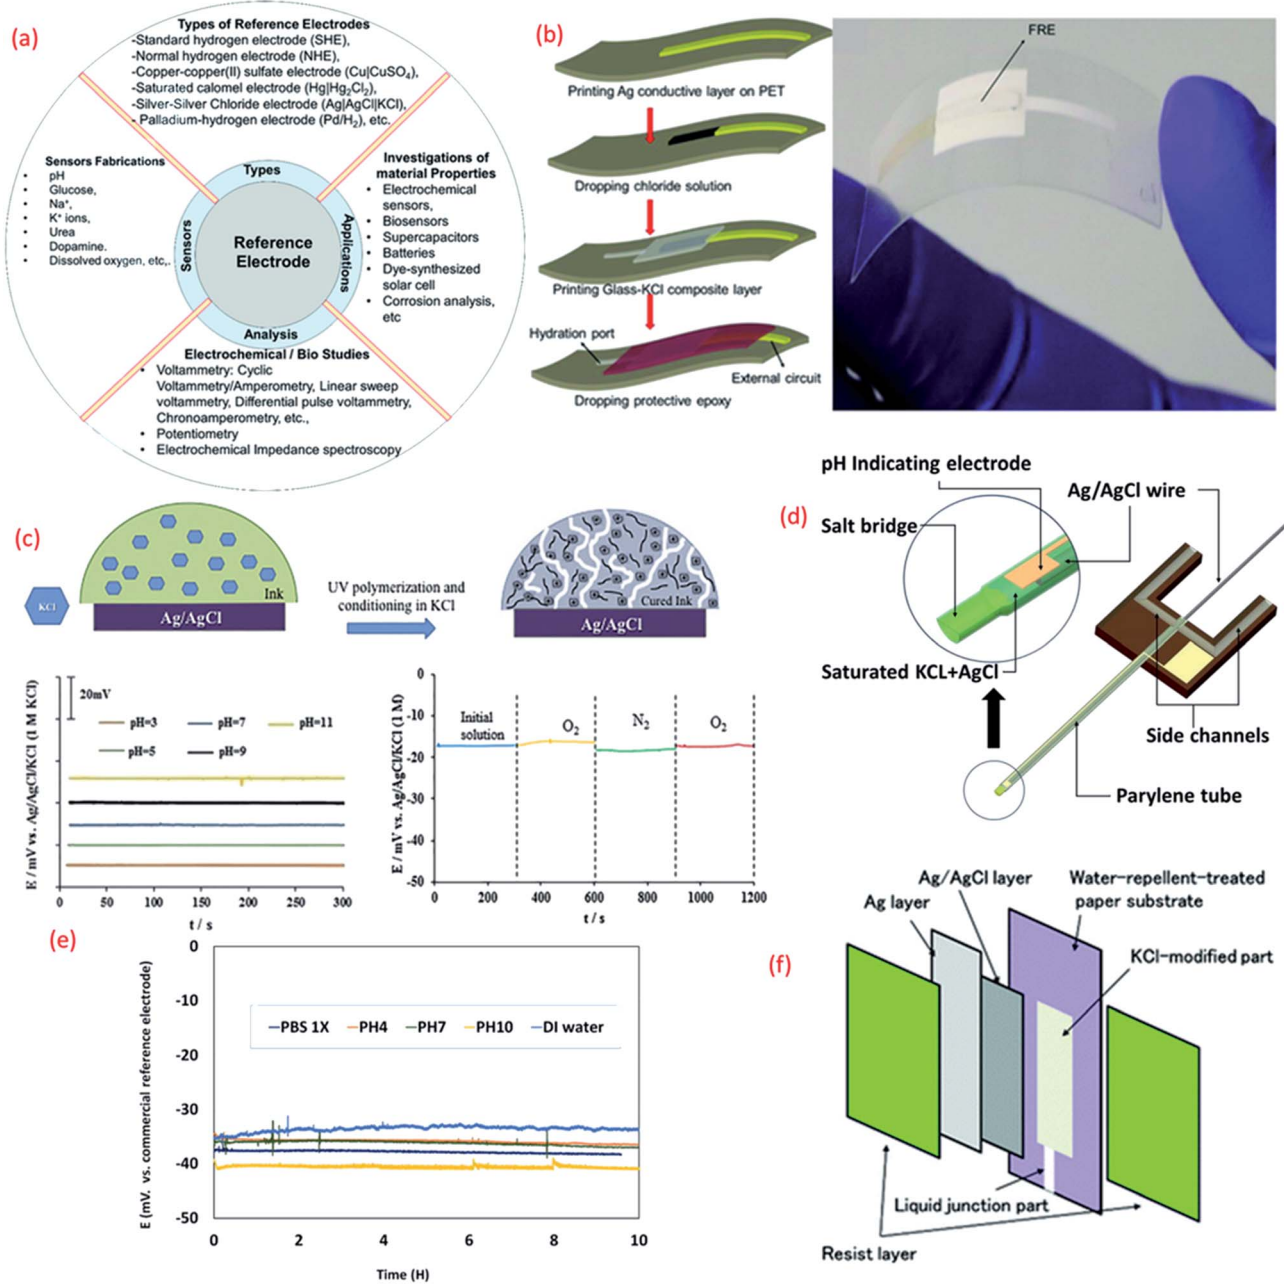 (a)
Types of Reference Electrodes
-Standard hydrogen electrode (SHE),
-Normal hydrogen electrode (NHE),
-Copper-copper(II) sulfate electrode (Cu|CuSO₄),
-Saturated calomel electrode (Hg|Hg₂Cl₂),
-Silver-Silver Chloride electrode (Ag|AgCl|KCl),
- Palladium-hydrogen electrode (Pd/H₂), etc.
Sensors Fabrications
• pH
• Glucose,
• Na⁺,
• K⁺ ions,
• Urea
• Dopamine.
• Dissolved oxygen, etc,.
Types
Sensors
Reference
Electrode
Applications
Analysis
Investigations of
material Properties
• Electrochemical
sensors,
• Biosensors
• Supercapacitors
• Batteries
• Dye-synthesized
solar cell
• Corrosion analysis,
etc
Electrochemical / Bio Studies
• Voltammetry: Cyclic
Voltammetry/Amperometry, Linear sweep
voltammetry, Differential pulse voltammetry,
Chronoamperometry, etc.,
• Potentiometry
• Electrochemical Impedance spectroscopy
(b)
Printing Ag conductive layer on PET
Dropping chloride solution
Printing Glass-KCl composite layer
Hydration port
External circuit
Dropping protective epoxy
FRE
(c)
KCl
Ink
Ag/AgCl
UV polymerization and
conditioning in KCl
Cured Ink
Ag/AgCl
E / mV vs. Ag/AgCl/KCl (1 M KCl)
20mV
pH=3
pH=7
pH=11
pH=5
pH=9
0 50 100 150 200 250 300
t / s
E / mV vs. Ag/AgCl/KCl (1 M)
0
-10
-20
-30
-40
-50
Initial
solution
O₂
N₂
O₂
0 200 400 600 800 1000 1200
t / s
(d)
pH Indicating electrode
Ag/AgCl wire
Salt bridge
Saturated KCL+AgCl
Side channels
Parylene tube
(e)
E (mV. vs. commercial reference electrode)
0
-10
-20
-30
-40
-50
PBS 1X PH4 PH7 PH10 DI water
0 2 4 6 8 10
Time (H)
(f)
Ag/AgCl layer
Ag layer
Water-repellent-treated
paper substrate
KCl-modified part
Liquid junction part
Resist layer